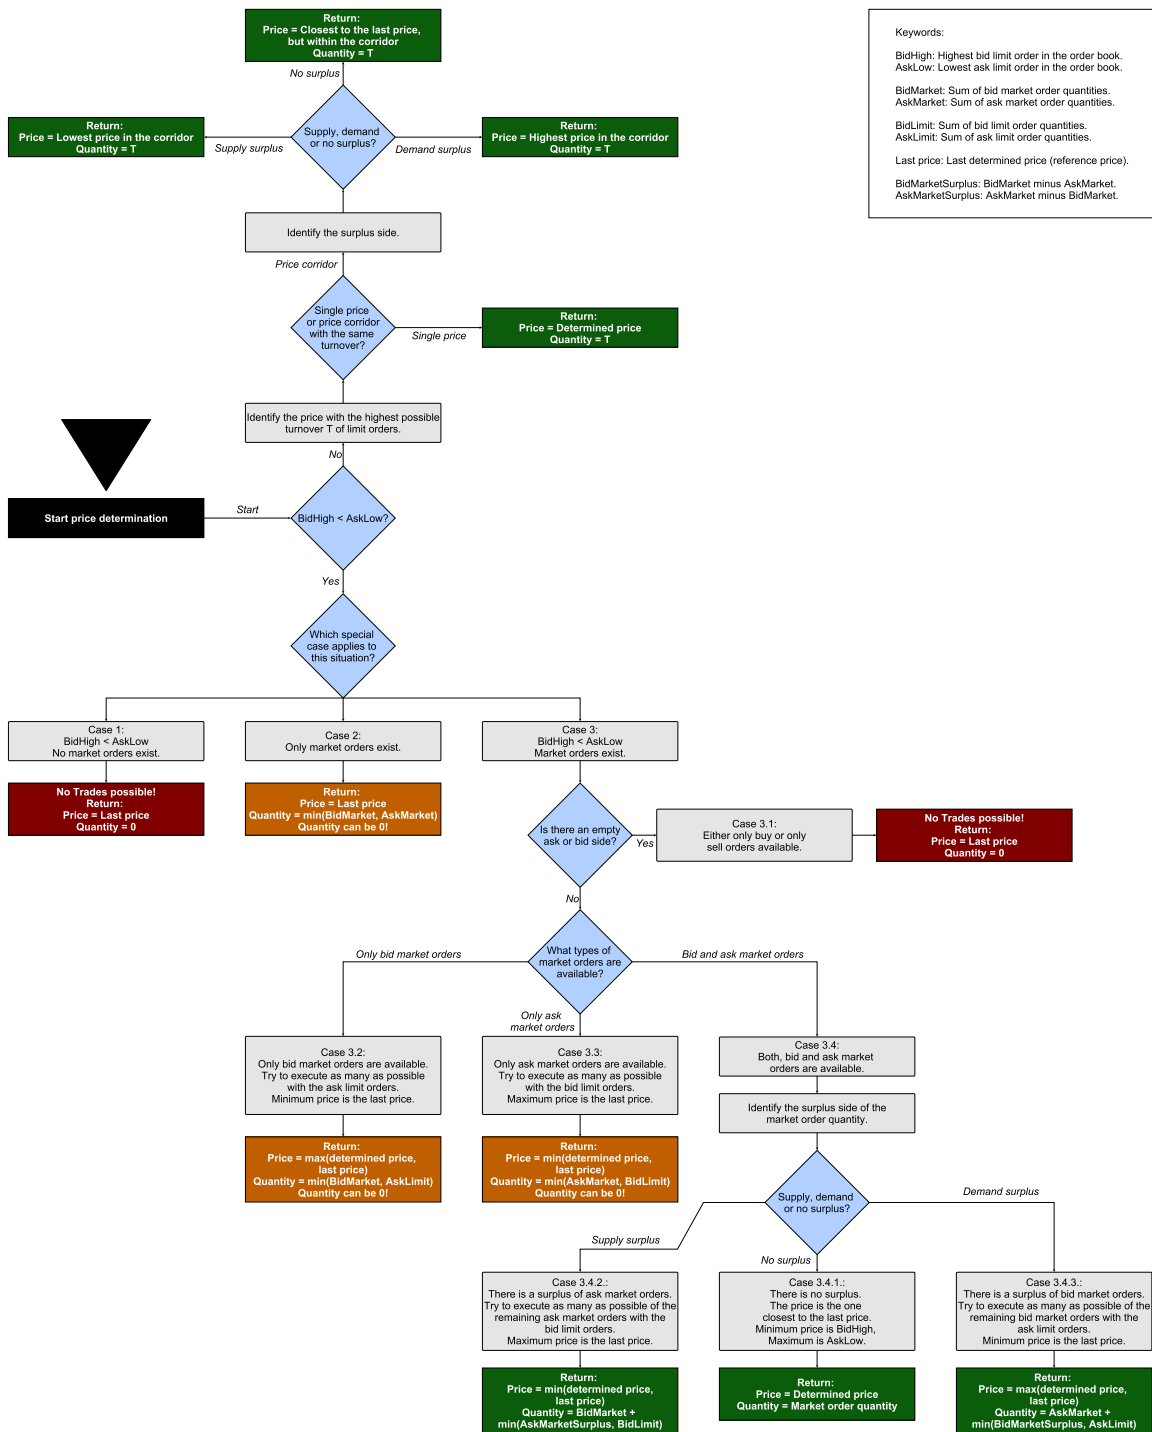 Return:
Price = Closest to the last price,
but within the corridor
Quantity = T
Keywords:
BidHigh: Highest bid limit order in the order book.
AskLow: Lowest ask limit order in the order book.
BidMarket: Sum of bid market order quantities.
AskMarket: Sum of ask market order quantities.
BidLimit: Sum of bid limit order quantities.
AskLimit: Sum of ask limit order quantities.
Last price: Last determined price (reference price).
BidMarketSurplus: BidMarket minus AskMarket.
AskMarketSurplus: AskMarket minus BidMarket.
No surplus
Return:
Price = Lowest price in the corridor
Quantity = T
Supply surplus
Supply, demand
or no surplus?
Demand surplus
Return:
Price = Highest price in the corridor
Quantity = T
Identify the surplus side.
Price corridor
Single price
or price corridor
with the same
turnover?
Single price
Return:
Price = Determined price
Quantity = T
Identify the price with the highest possible
turnover T of limit orders.
No
Start price determination
Start
BidHigh < AskLow?
Yes
Which special
case applies to
this situation?
Case 1:
BidHigh < AskLow
No market orders exist.
Case 2:
Only market orders exist.
Case 3:
BidHigh < AskLow
Market orders exist.
No Trades possible!
Return:
Price = Last price
Quantity = 0
Return:
Price = Last price
Quantity = min(BidMarket, AskMarket)
Quantity can be 0!
Is there an empty
ask or bid side?
Yes
Case 3.1:
Either only buy or only
sell orders available.
No Trades possible!
Return:
Price = Last price
Quantity = 0
No
Only bid market orders
What types of
market orders are
available?
Bid and ask market orders
Only ask
market orders
Case 3.2:
Only bid market orders are available.
Try to execute as many as possible
with the ask limit orders.
Minimum price is the last price.
Case 3.3:
Only ask market orders are available.
Try to execute as many as possible
with the bid limit orders.
Maximum price is the last price.
Case 3.4:
Both, bid and ask market
orders are available.
Identify the surplus side of the
market order quantity.
Return:
Price = max(determined price,
last price)
Quantity = min(BidMarket, AskLimit)
Quantity can be 0!
Return:
Price = min(determined price,
last price)
Quantity = min(AskMarket, BidLimit)
Quantity can be 0!
Supply, demand
or no surplus?
Demand surplus
Supply surplus
No surplus
Case 3.4.2.:
There is a surplus of ask market orders.
Try to execute as many as possible of the
remaining ask market orders with the
bid limit orders.
Maximum price is the last price.
Case 3.4.1.:
There is no surplus.
The price is the one
closest to the last price.
Minimum price is BidHigh,
Maximum is AskLow.
Case 3.4.3.:
There is a surplus of bid market orders.
Try to execute as many as possible of the
remaining bid market orders with the
ask limit orders.
Minimum price is the last price.
Return:
Price = min(determined price,
last price)
Quantity = BidMarket +
min(AskMarketSurplus, BidLimit)
Return:
Price = Determined price
Quantity = Market order quantity
Return:
Price = max(determined price,
last price)
Quantity = AskMarket +
min(BidMarketSurplus, AskLimit)